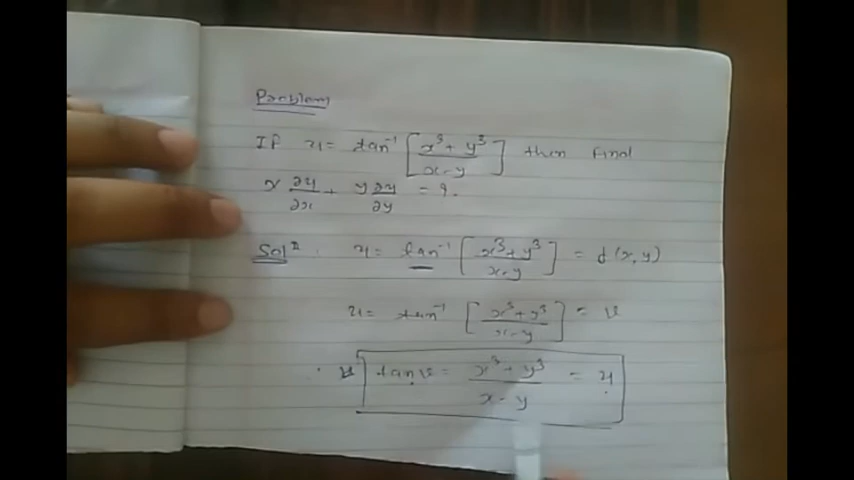 Problem
If u = tan⁻¹ [ x³ + y³ / x - y ] then find
x ∂u/∂x + y ∂u/∂y = ?.
Solⁿ u = tan⁻¹ [ x³ + y³ / x - y ] = f(x, y)
u = tan⁻¹ [ x³ + y³ / x - y ] = v
tan v = x³ + y³ / x - y = u